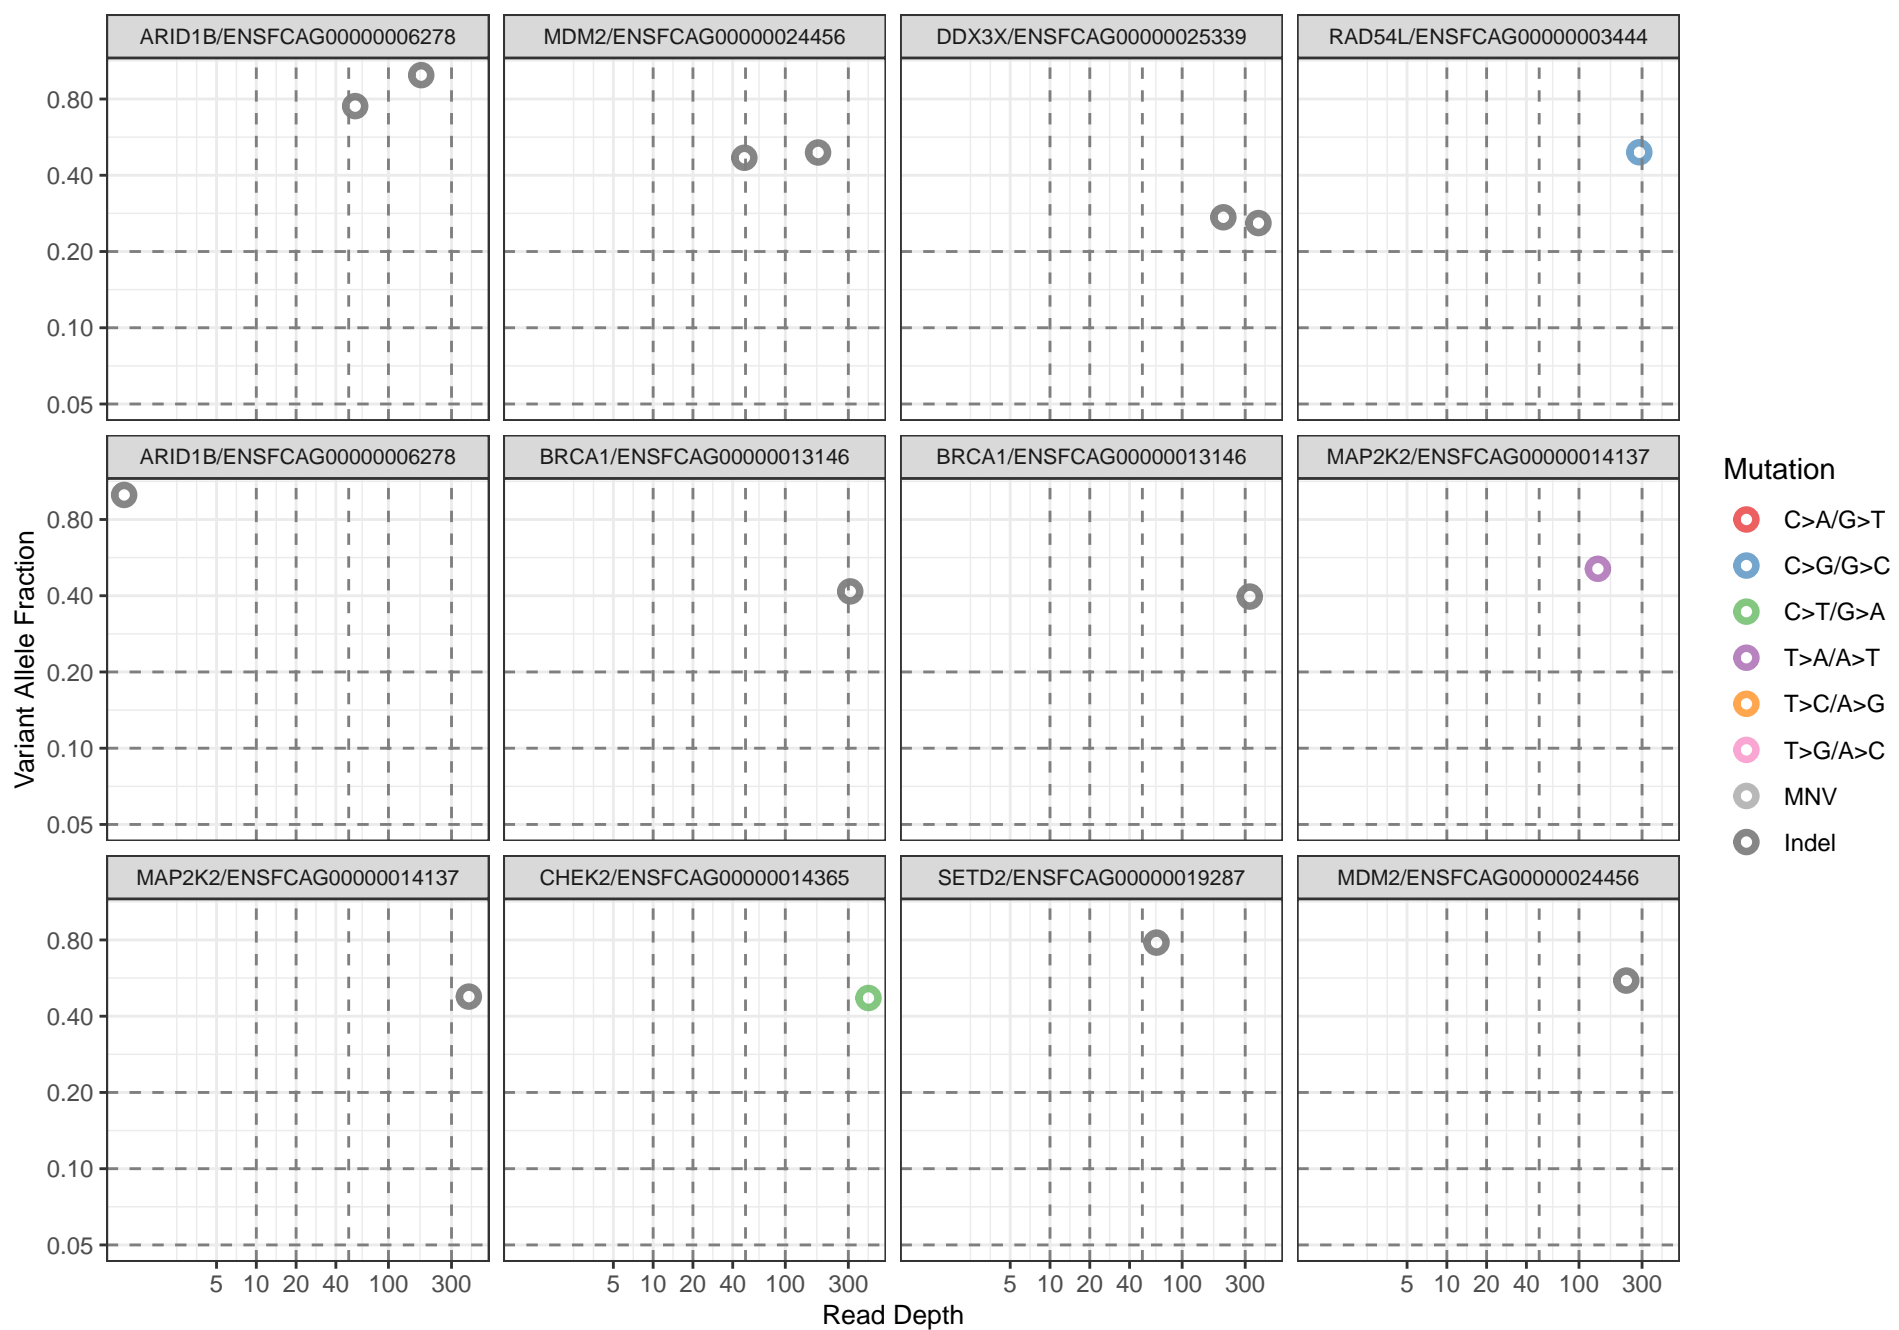 ARID1B/ENSFCAG00000006278 MDM2/ENSFCAG00000024456 DDX3X/ENSFCAG00000025339 RAD54L/ENSFCAG00000003444
0.80
0.40
0.20
0.10
0.05
ARID1B/ENSFCAG00000006278 BRCA1/ENSFCAG00000013146 BRCA1/ENSFCAG00000013146 MAP2K2/ENSFCAG00000014137
0.80
0.40
0.20
0.10
0.05
MAP2K2/ENSFCAG00000014137 CHEK2/ENSFCAG00000014365 SETD2/ENSFCAG00000019287 MDM2/ENSFCAG00000024456
0.80
0.40
0.20
0.10
0.05
5 10 20 40 100 300 5 10 20 40 100 300 5 10 20 40 100 300 5 10 20 40 100 300
Read Depth
Variant Allele Fraction
Mutation
C>A/G>T
C>G/G>C
C>T/G>A
T>A/A>T
T>C/A>G
T>G/A>C
MNV
Indel